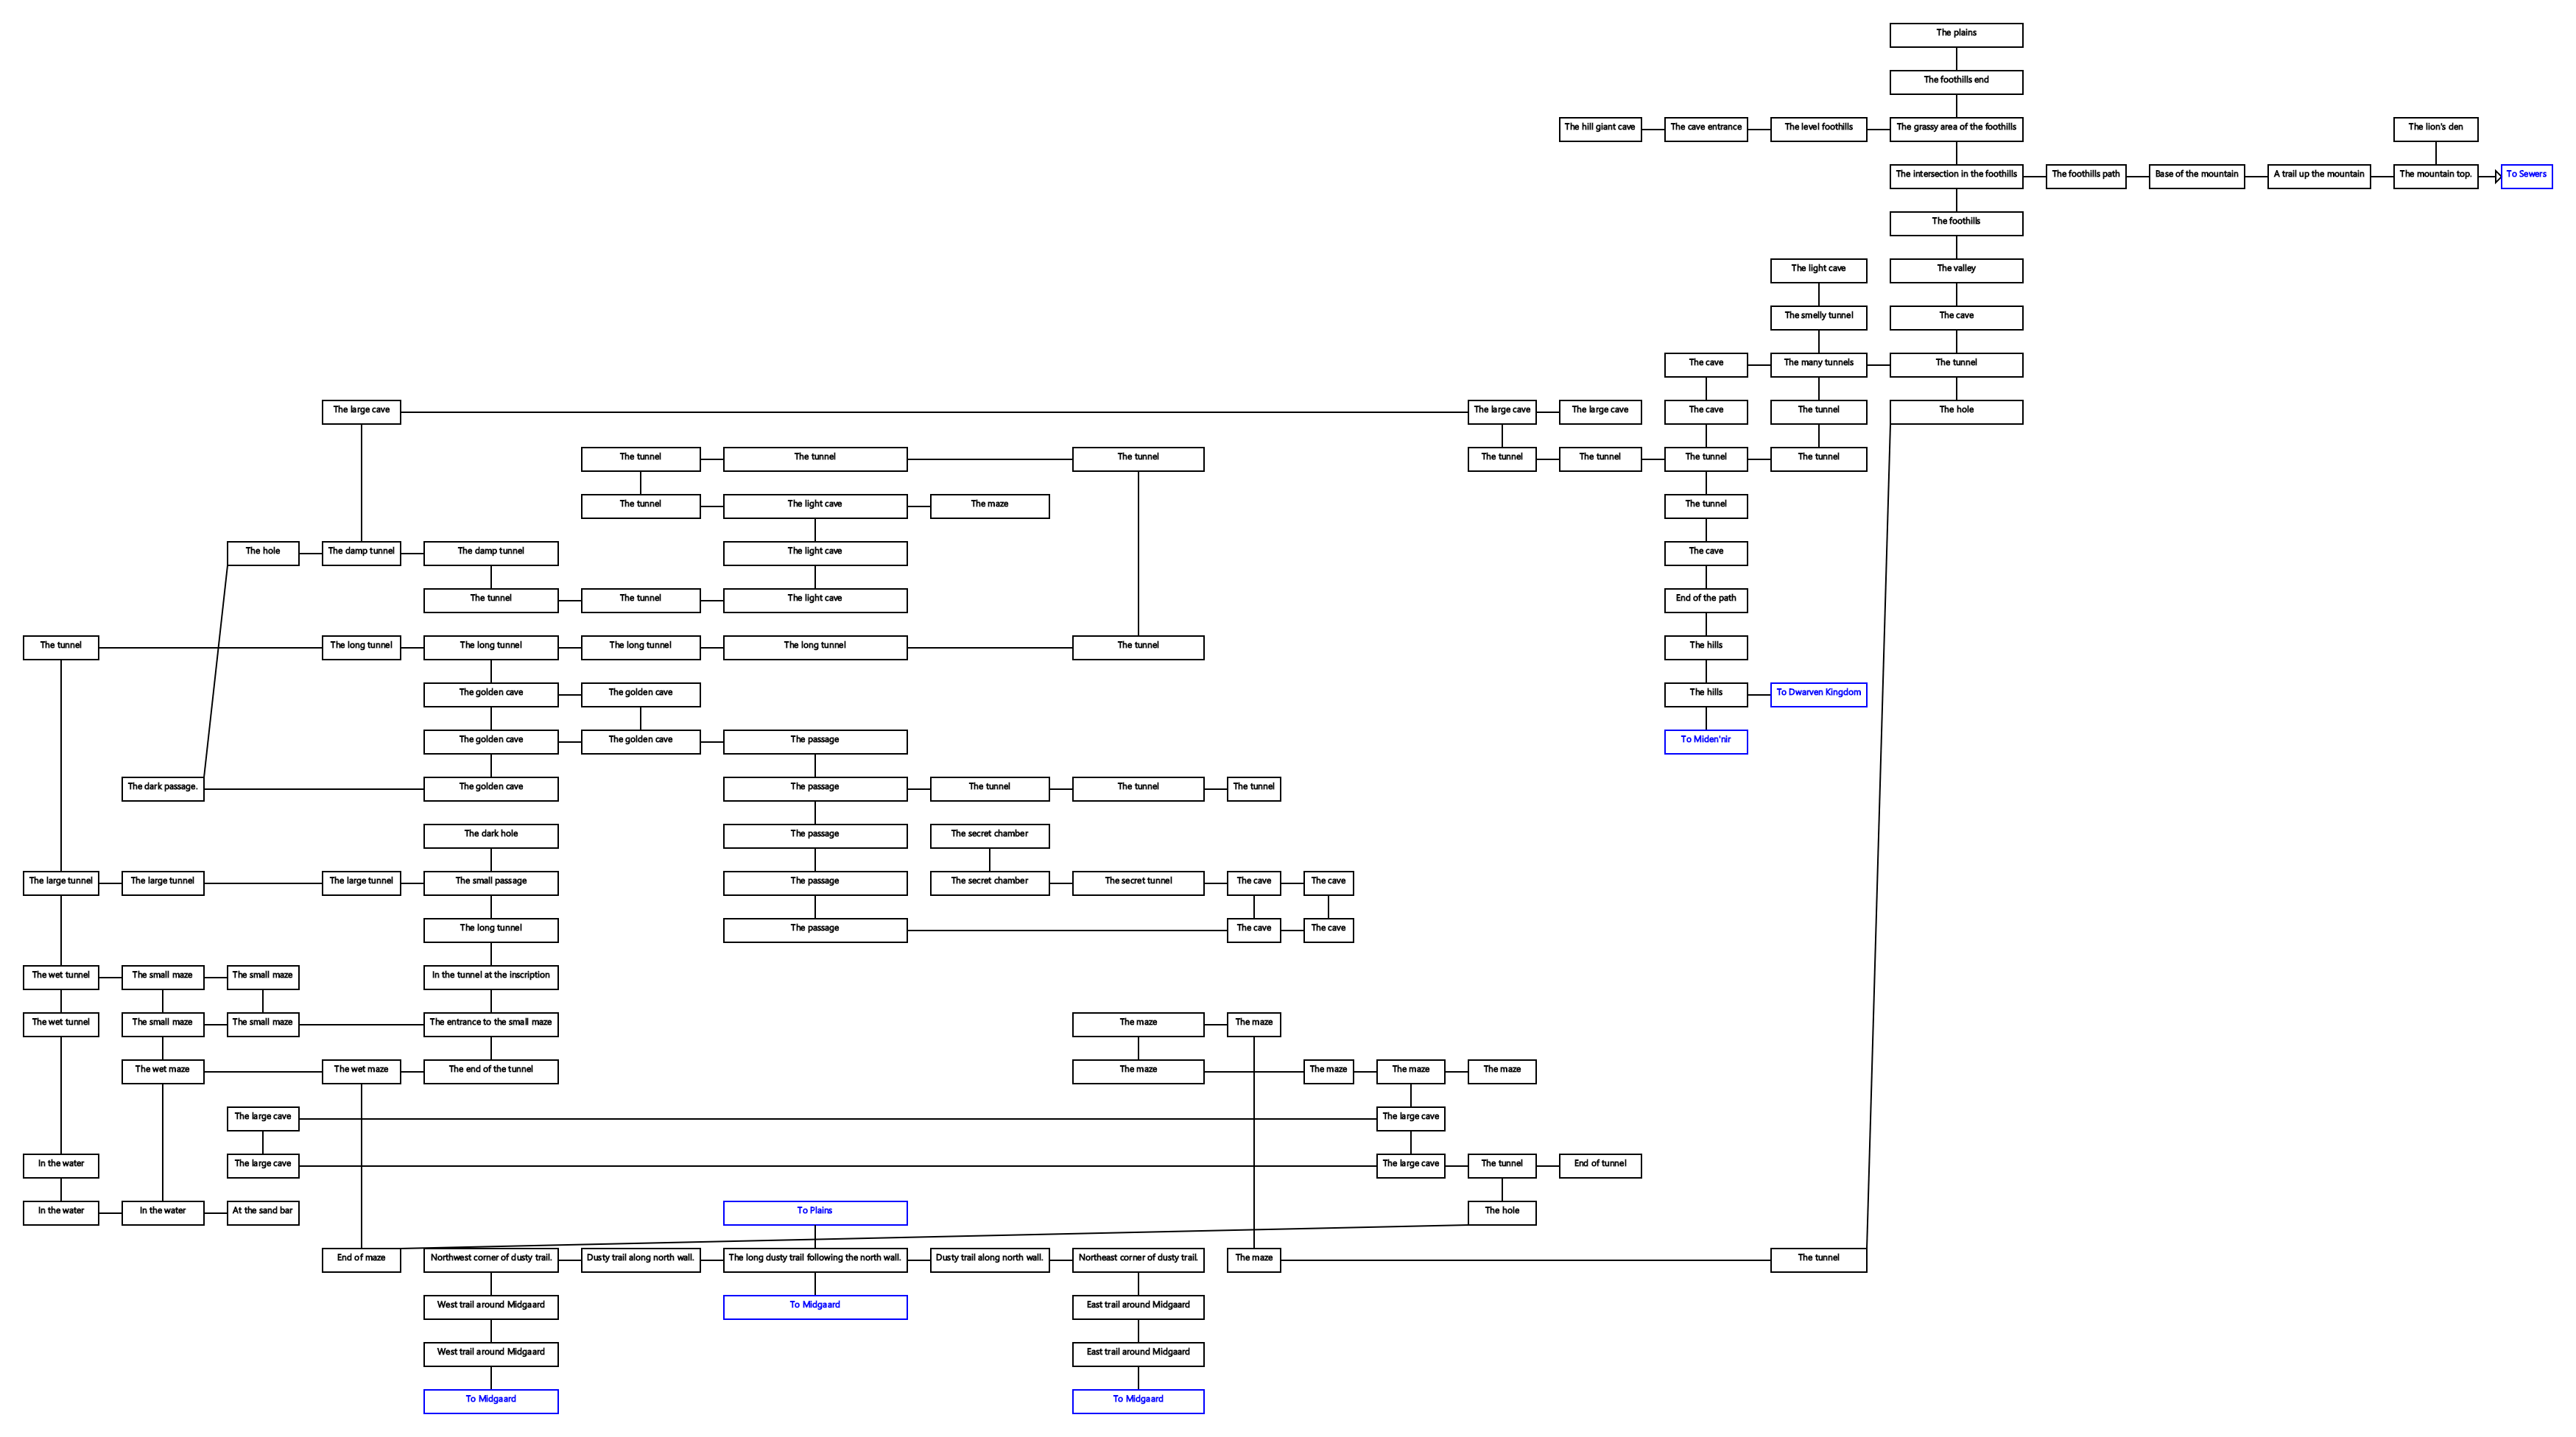 The plains
The foothills end
The hill giant cave
The cave entrance
The level foothills
The grassy area of the foothills
The lion's den
The intersection in the foothills
The foothills path
Base of the mountain
A trail up the mountain
The mountain top.
To Sewers
The foothills
The light cave
The valley
The smelly tunnel
The cave
The cave
The many tunnels
The tunnel
The large cave
The large cave
The large cave
The cave
The tunnel
The hole
The tunnel
The tunnel
The tunnel
The tunnel
The tunnel
The tunnel
The tunnel
The tunnel
The light cave
The maze
The tunnel
The hole
The damp tunnel
The damp tunnel
The light cave
The cave
The tunnel
The tunnel
The light cave
End of the path
The tunnel
The long tunnel
The long tunnel
The long tunnel
The long tunnel
The tunnel
The hills
The golden cave
The golden cave
The hills
To Dwarven Kingdom
The golden cave
The golden cave
The passage
To Miden'nir
The dark passage.
The golden cave
The passage
The tunnel
The tunnel
The tunnel
The dark hole
The passage
The secret chamber
The large tunnel
The large tunnel
The large tunnel
The small passage
The passage
The secret chamber
The secret tunnel
The cave
The cave
The long tunnel
The passage
The cave
The cave
The wet tunnel
The small maze
The small maze
In the tunnel at the inscription
The wet tunnel
The small maze
The small maze
The entrance to the small maze
The maze
The maze
The wet maze
The wet maze
The end of the tunnel
The maze
The maze
The maze
The maze
The large cave
The large cave
In the water
The large cave
The large cave
The tunnel
End of tunnel
In the water
In the water
At the sand bar
To Plains
The hole
End of maze
Northwest corner of dusty trail.
Dusty trail along north wall.
The long dusty trail following the north wall.
Dusty trail along north wall.
Northeast corner of dusty trail.
The maze
The tunnel
West trail around Midgaard
To Midgaard
East trail around Midgaard
West trail around Midgaard
East trail around Midgaard
To Midgaard
To Midgaard